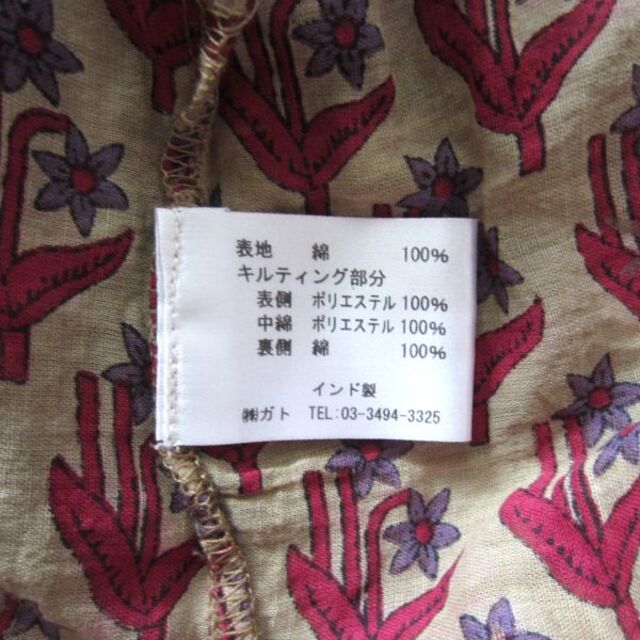 表地 綿 100%
キルティング部分
表側 ポリエステル 100%
中綿 ポリエステル 100%
裏側 綿 100%
インド製
㈱ガト TEL:03-3494-3325